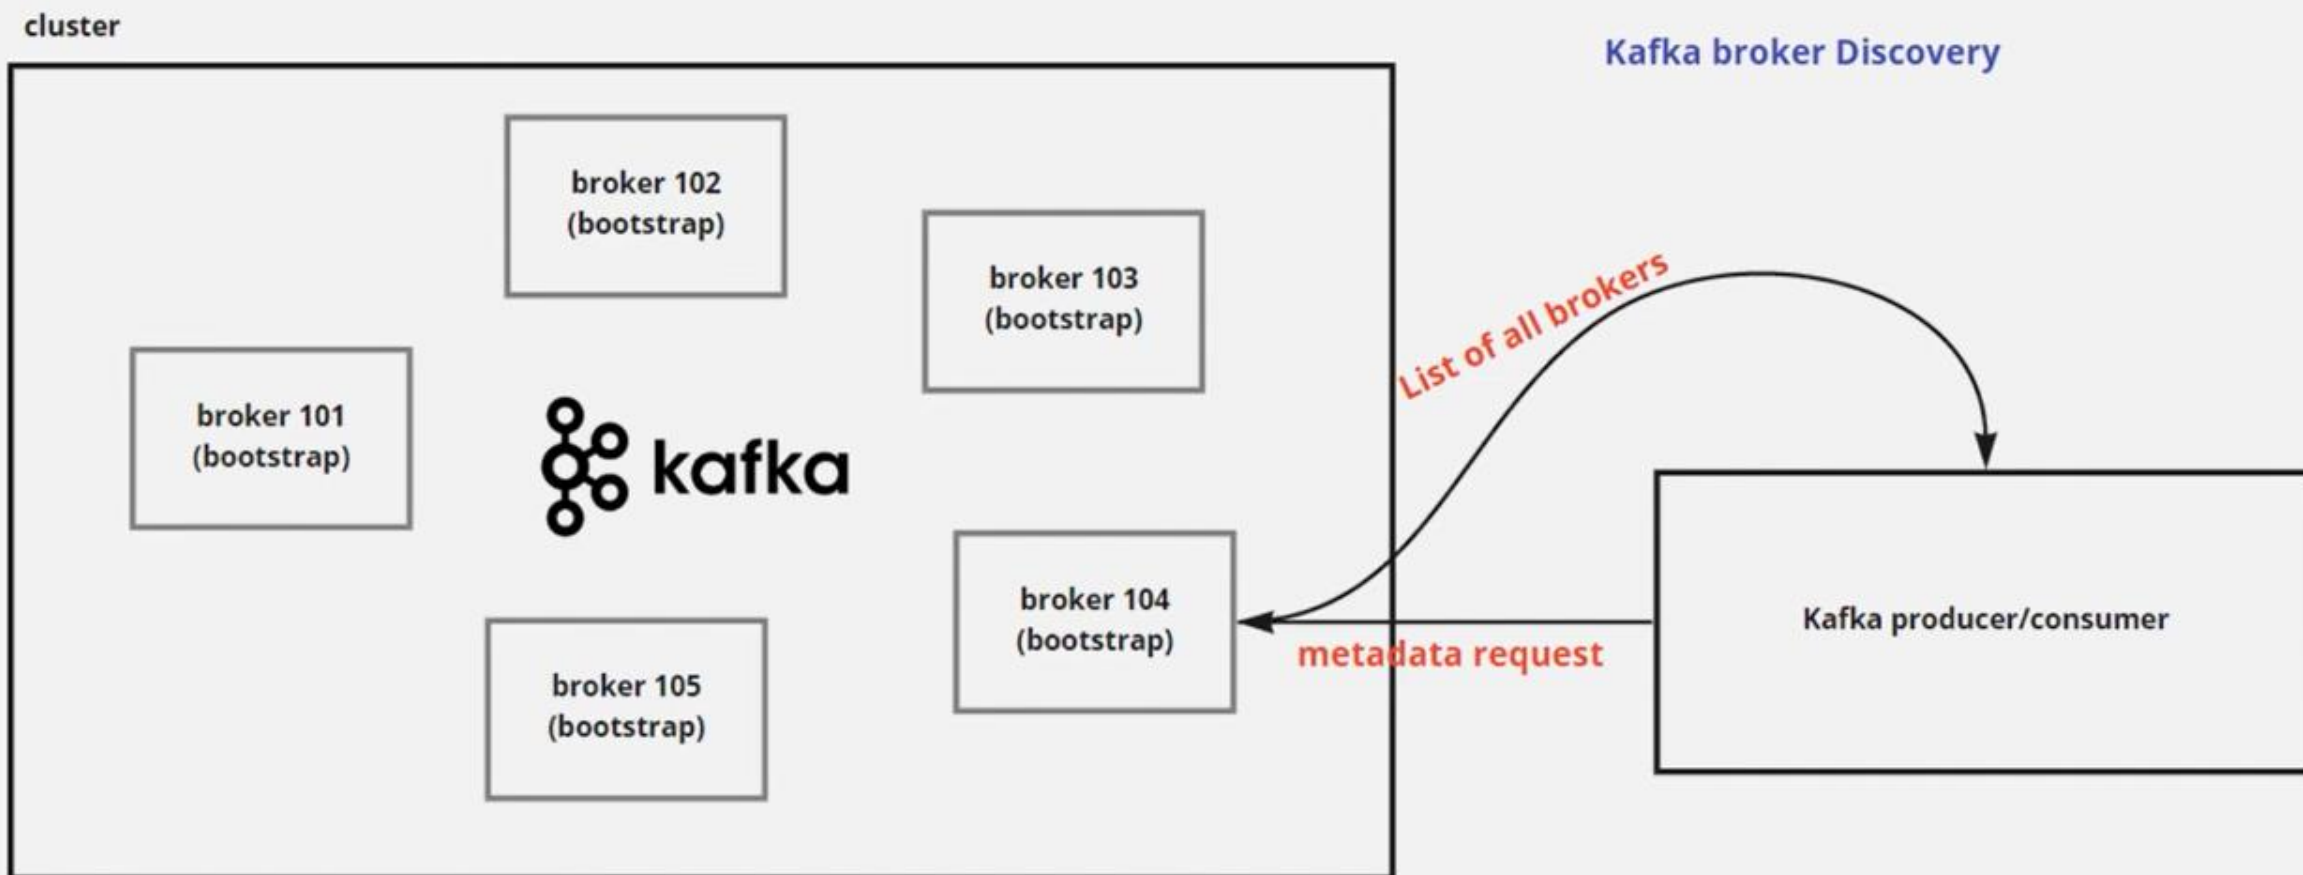 cluster
Kafka broker Discovery
broker 102
(bootstrap)
broker 103
(bootstrap)
List of all brokers
broker 101
(bootstrap)
kafka
broker 104
(bootstrap)
Kafka producer/consumer
metadata request
broker 105
(bootstrap)